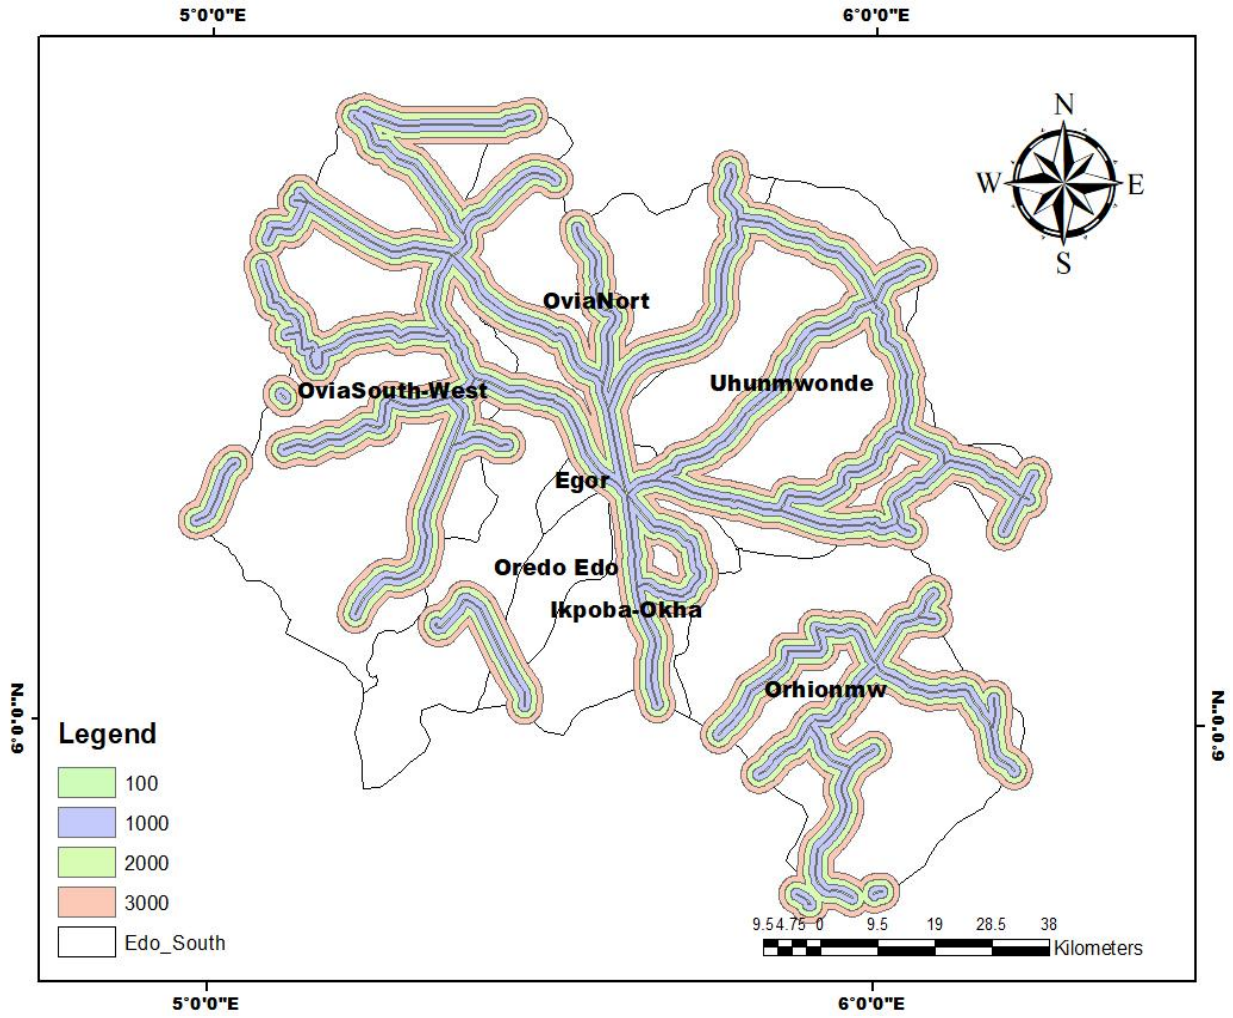 5°0'0"E 6°0'0"E
N
W E
S
OviaNort
Uhunmwonde
OviaSouth-West
Egor
Oredo Edo
Ikpoba-Okha
Orhionmw
6°0'0"N 6°0'0"N
Legend
100
1000
2000
3000
Edo_South
9.5 4.75 0 9.5 19 28.5 38
Kilometers
5°0'0"E 6°0'0"E